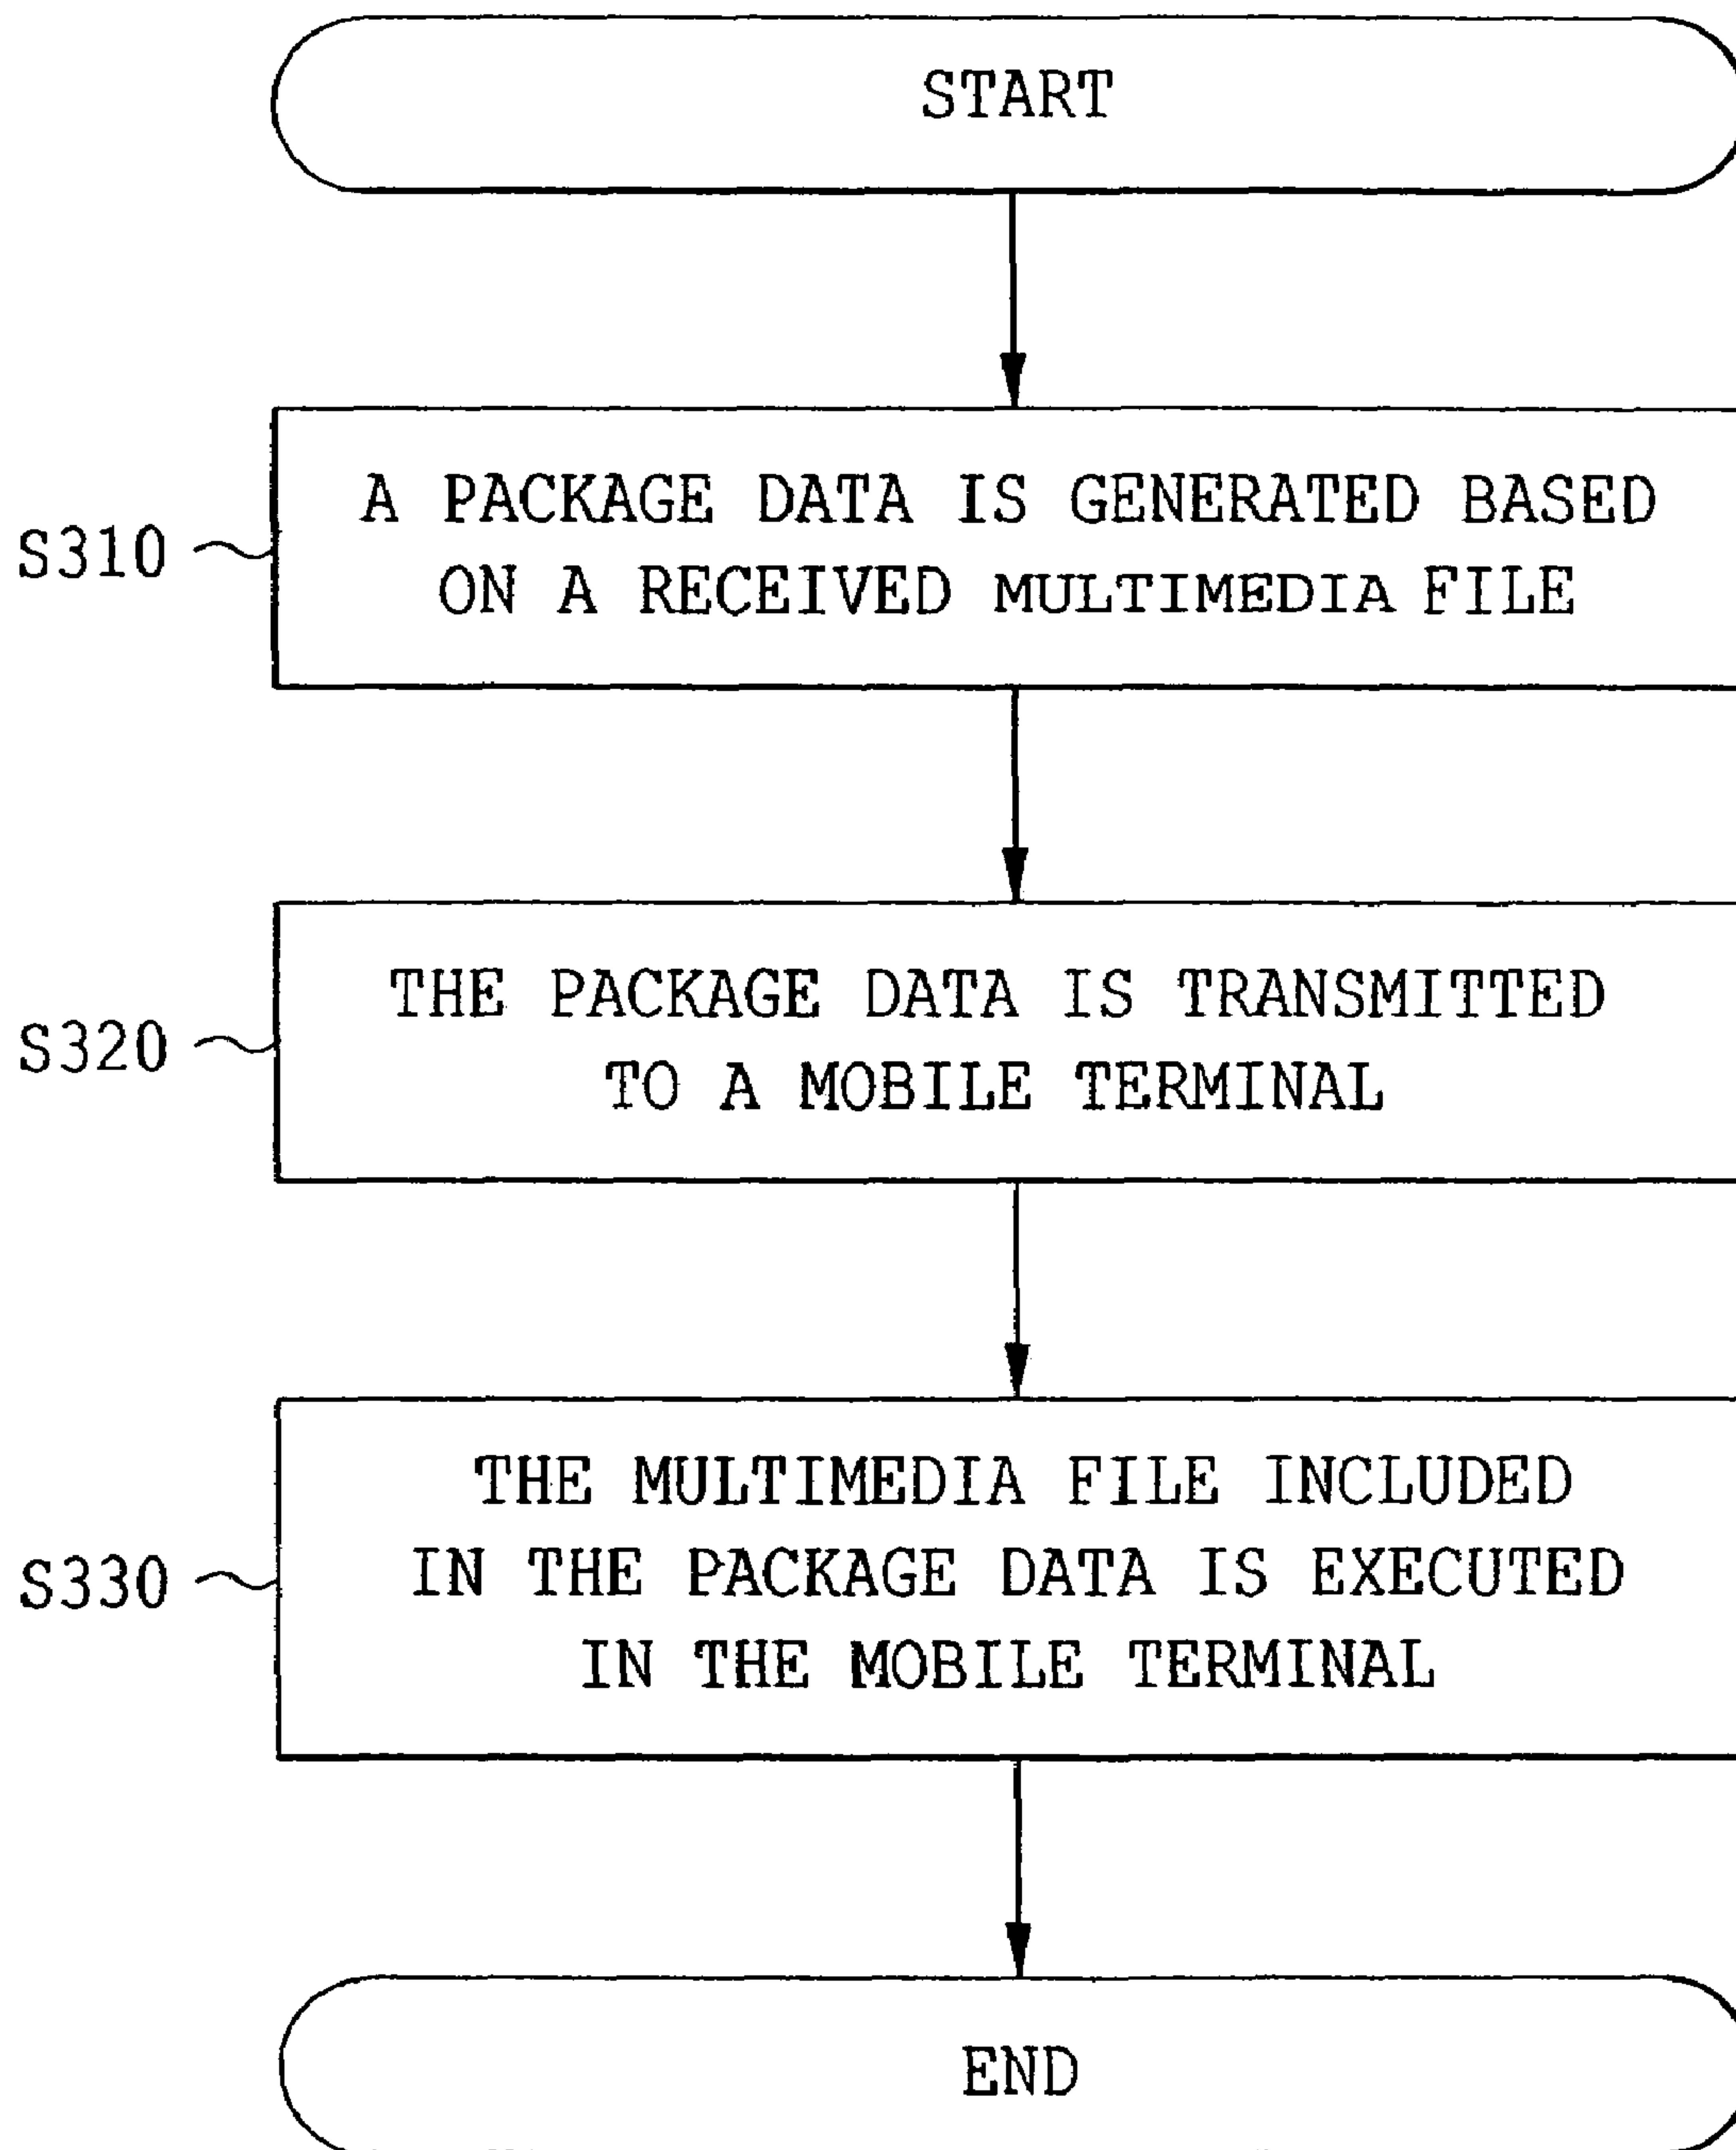 START
S310
A PACKAGE DATA IS GENERATED BASED
ON A RECEIVED MULTIMEDIA FILE
S320
THE PACKAGE DATA IS TRANSMITTED
TO A MOBILE TERMINAL
S330
THE MULTIMEDIA FILE INCLUDED
IN THE PACKAGE DATA IS EXECUTED
IN THE MOBILE TERMINAL
END